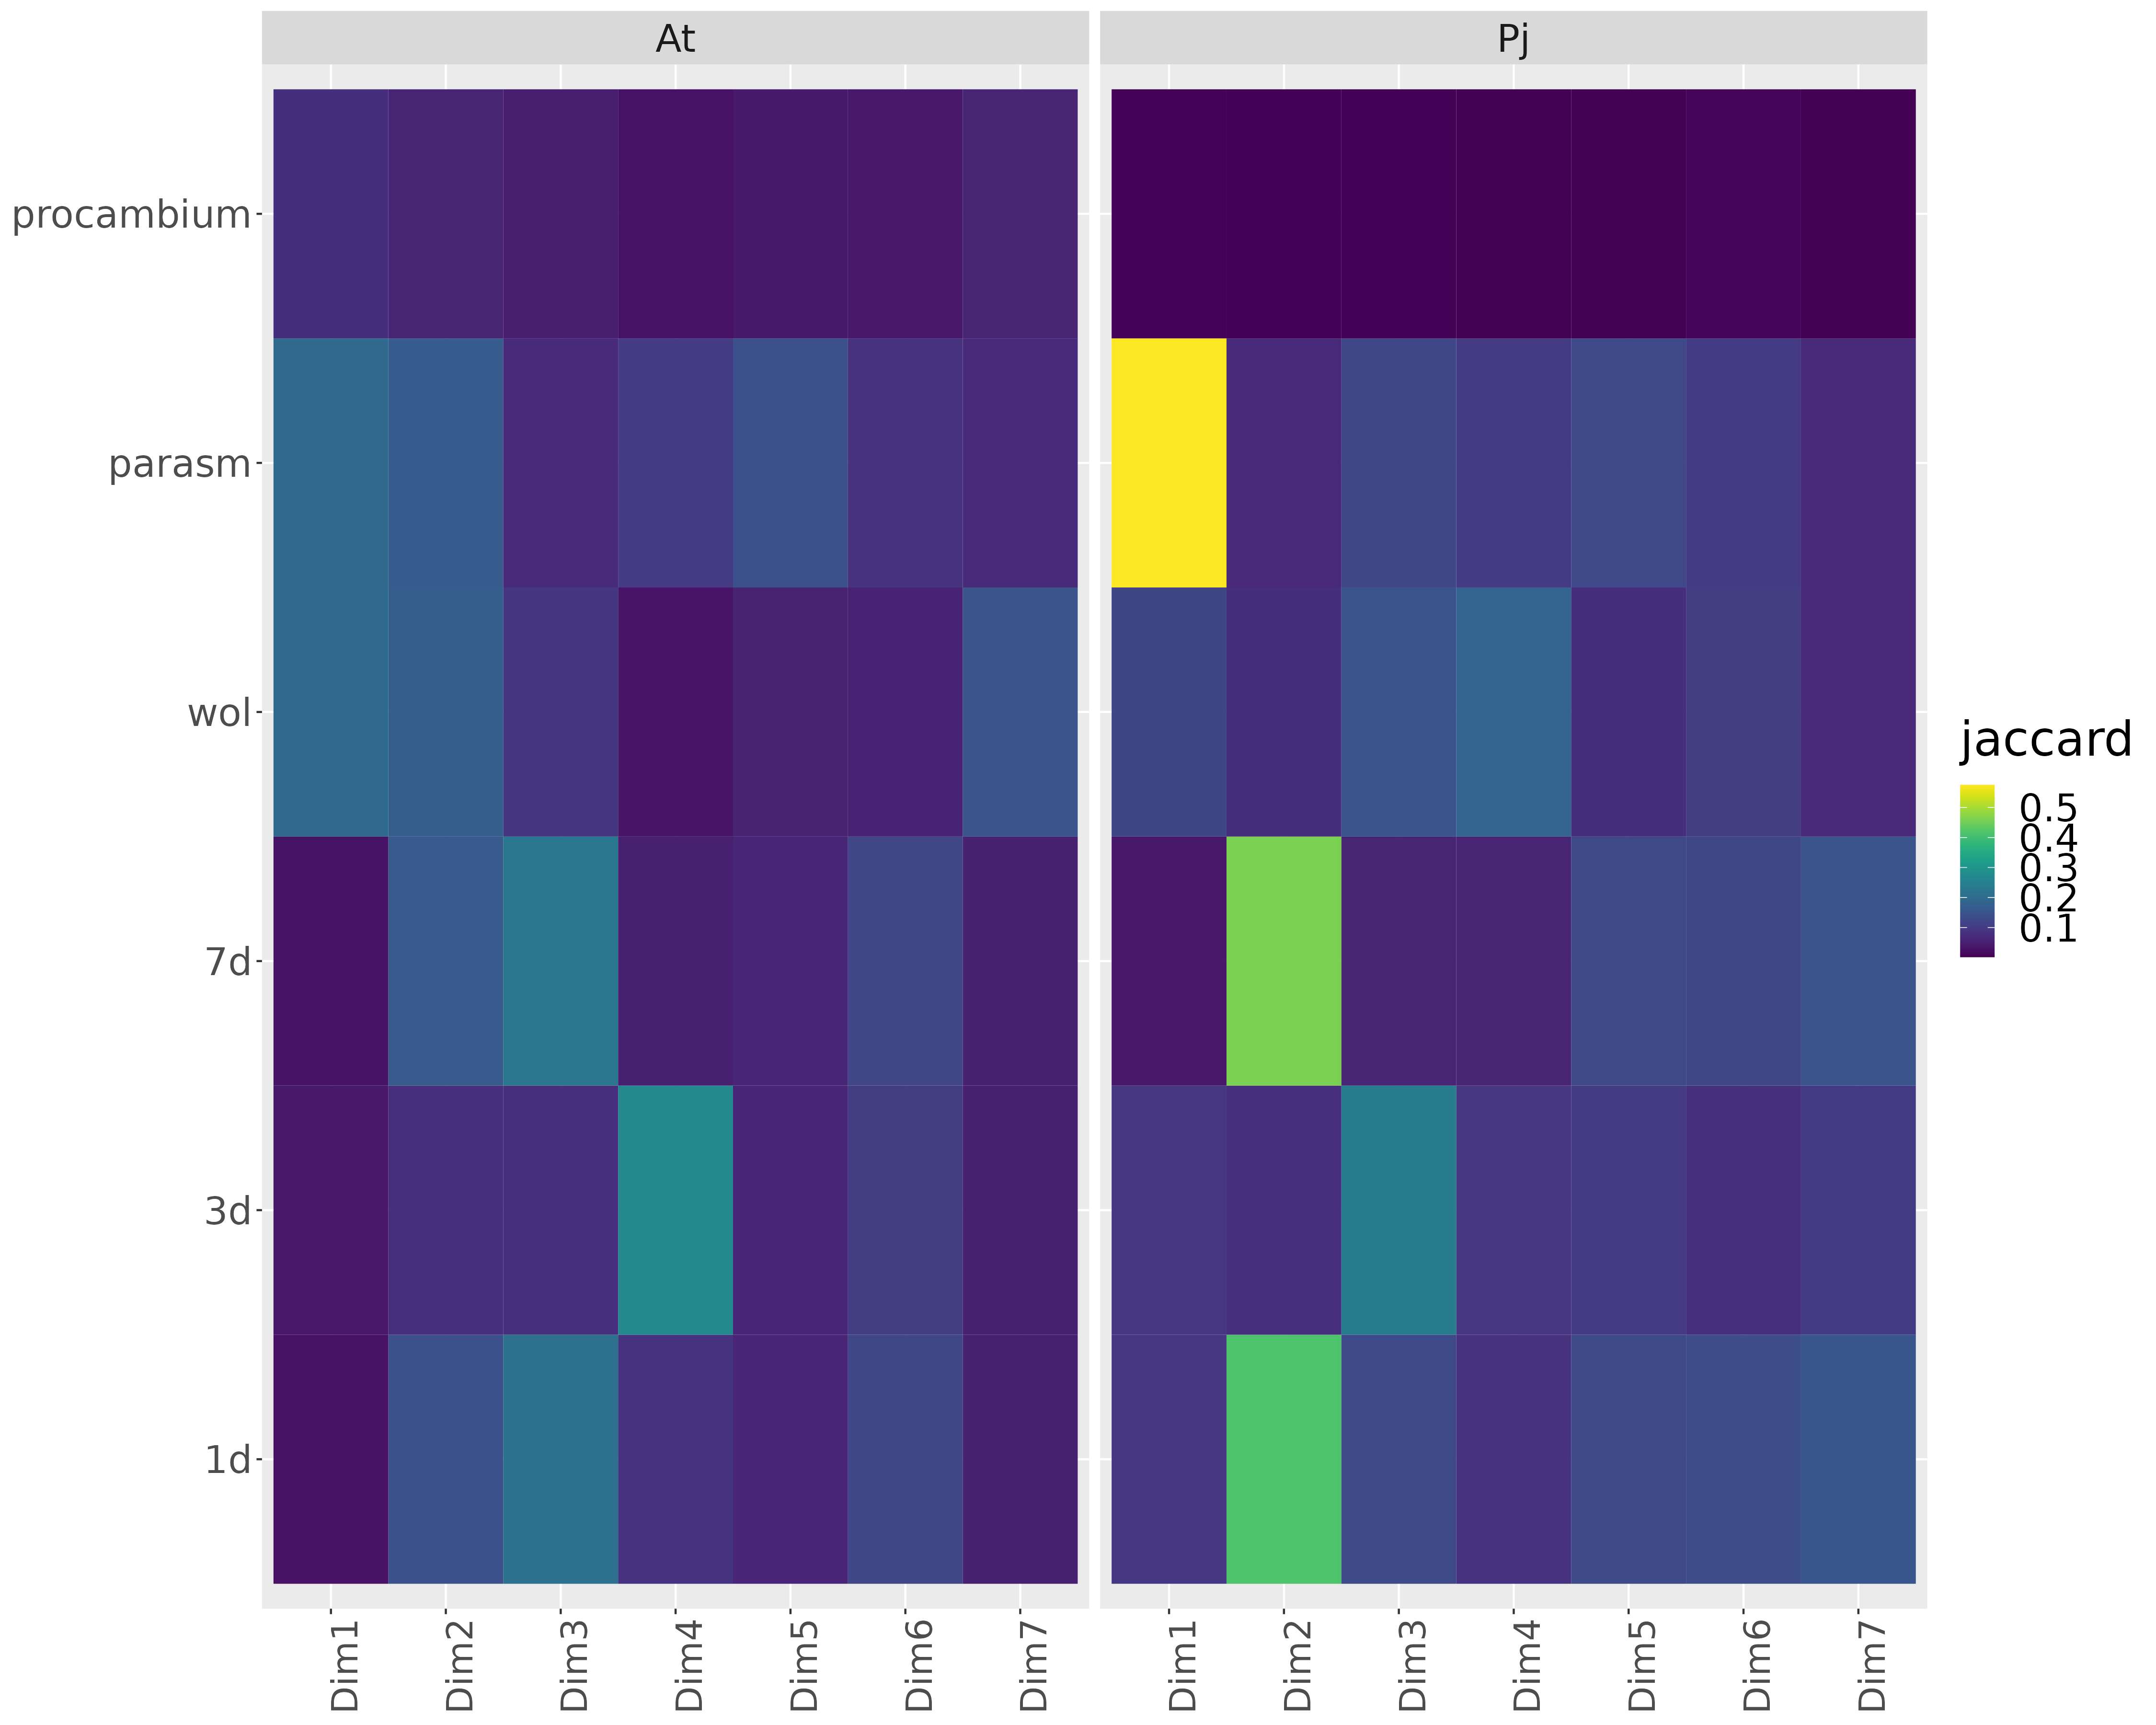 At
Pj
procambium
parasm
wol
7d
3d
1d
jaccard
0.5
0.4
0.3
0.2
0.1
Dim1 Dim2 Dim3 Dim4 Dim5 Dim6 Dim7
Dim1 Dim2 Dim3 Dim4 Dim5 Dim6 Dim7